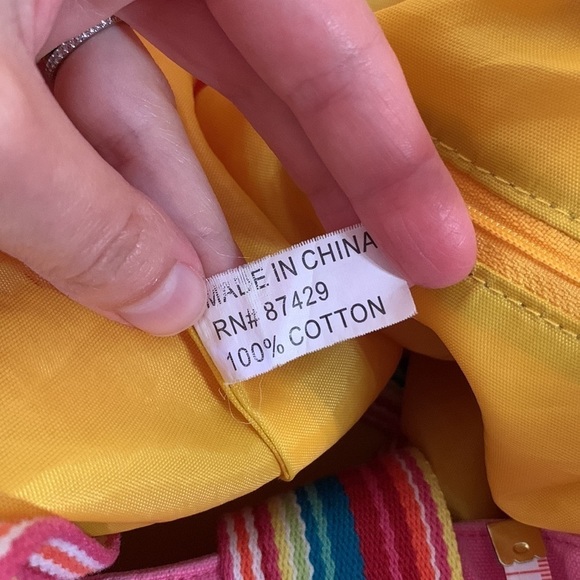 MADE IN CHINA
RN# 87429
100% COTTON